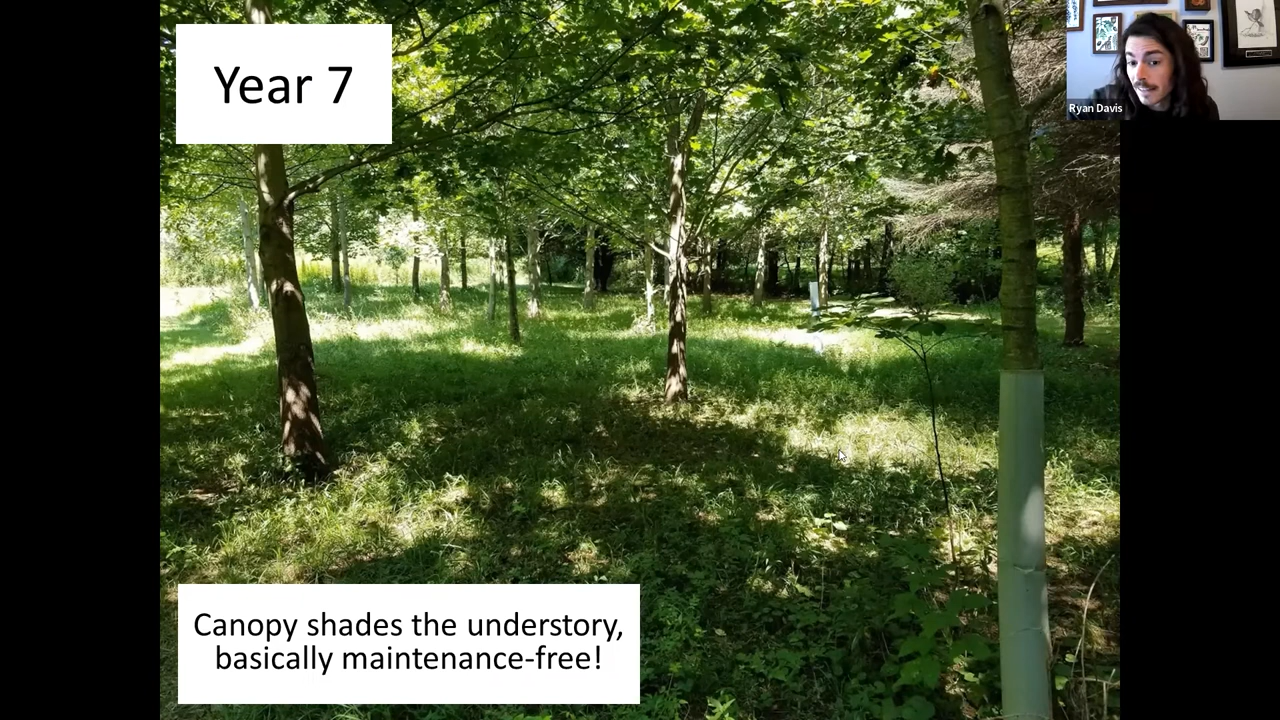 Year 7
Ryan Davis
Canopy shades the understory,
basically maintenance-free!